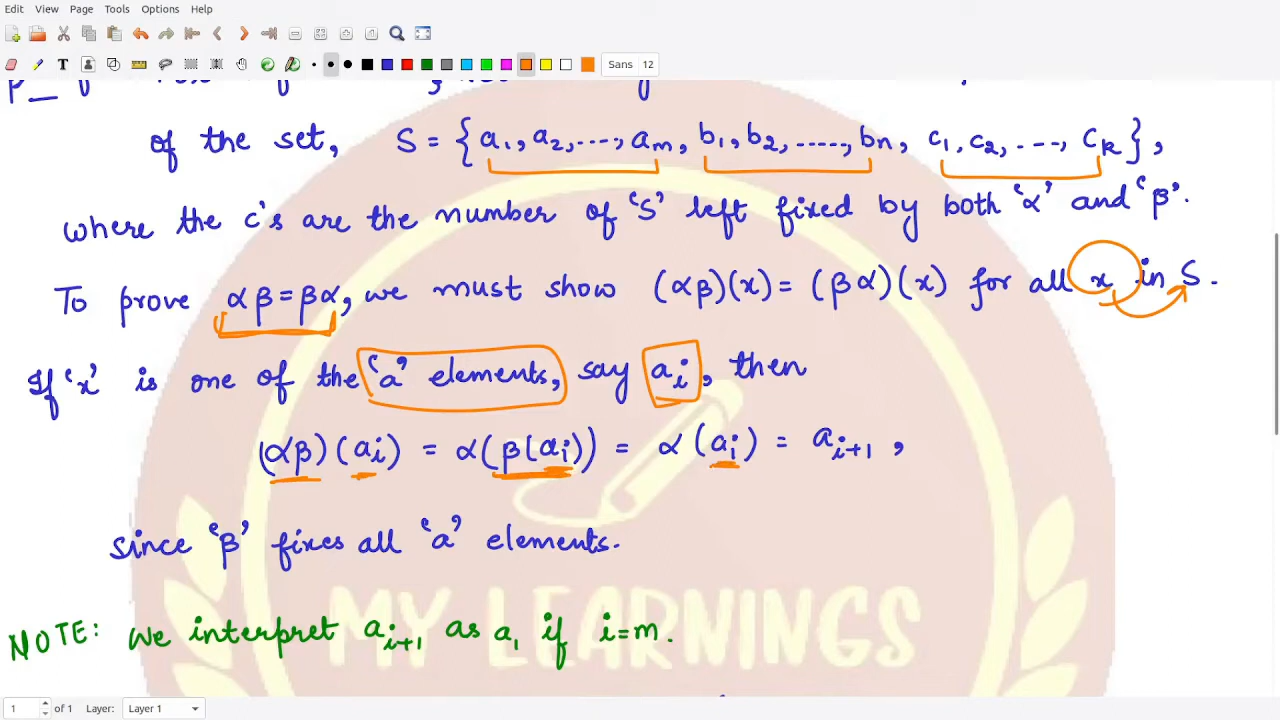 Edit View Page Tools Options Help
Sans 12
of the set, S = {a₁, a₂, ...., aₘ, b₁, b₂, ....., bₙ, c₁, c₂, ...., cₖ},
where the c's are the number of 'S' left fixed by both 'α' and 'β'.
To prove αβ = βα, we must show (αβ)(x) = (βα)(x) for all x in S.
If 'x' is one of the 'a' elements, say aᵢ, then
(αβ)(aᵢ) = α(β(aᵢ)) = α(aᵢ) = aᵢ₊₁,
since 'β' fixes all 'a' elements.
NOTE: We interpret aᵢ₊₁ as a₁ if i=m.
MY LEARNINGS
1 of 1 Layer: Layer 1